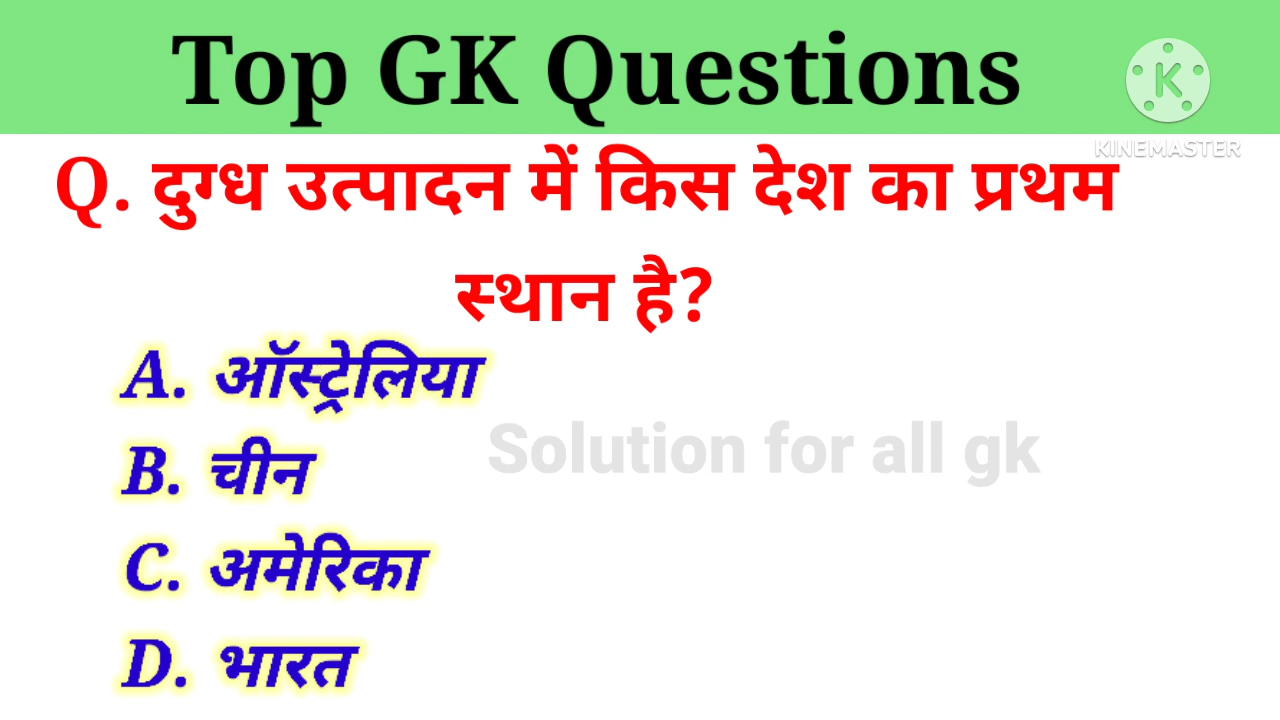 Top GK Questions
KINEMASTER
Q. दुग्ध उत्पादन में किस देश का प्रथम
स्थान है?
A. ऑस्ट्रेलिया
Solution for all gk
B. चीन
C. अमेरिका
D. भारत